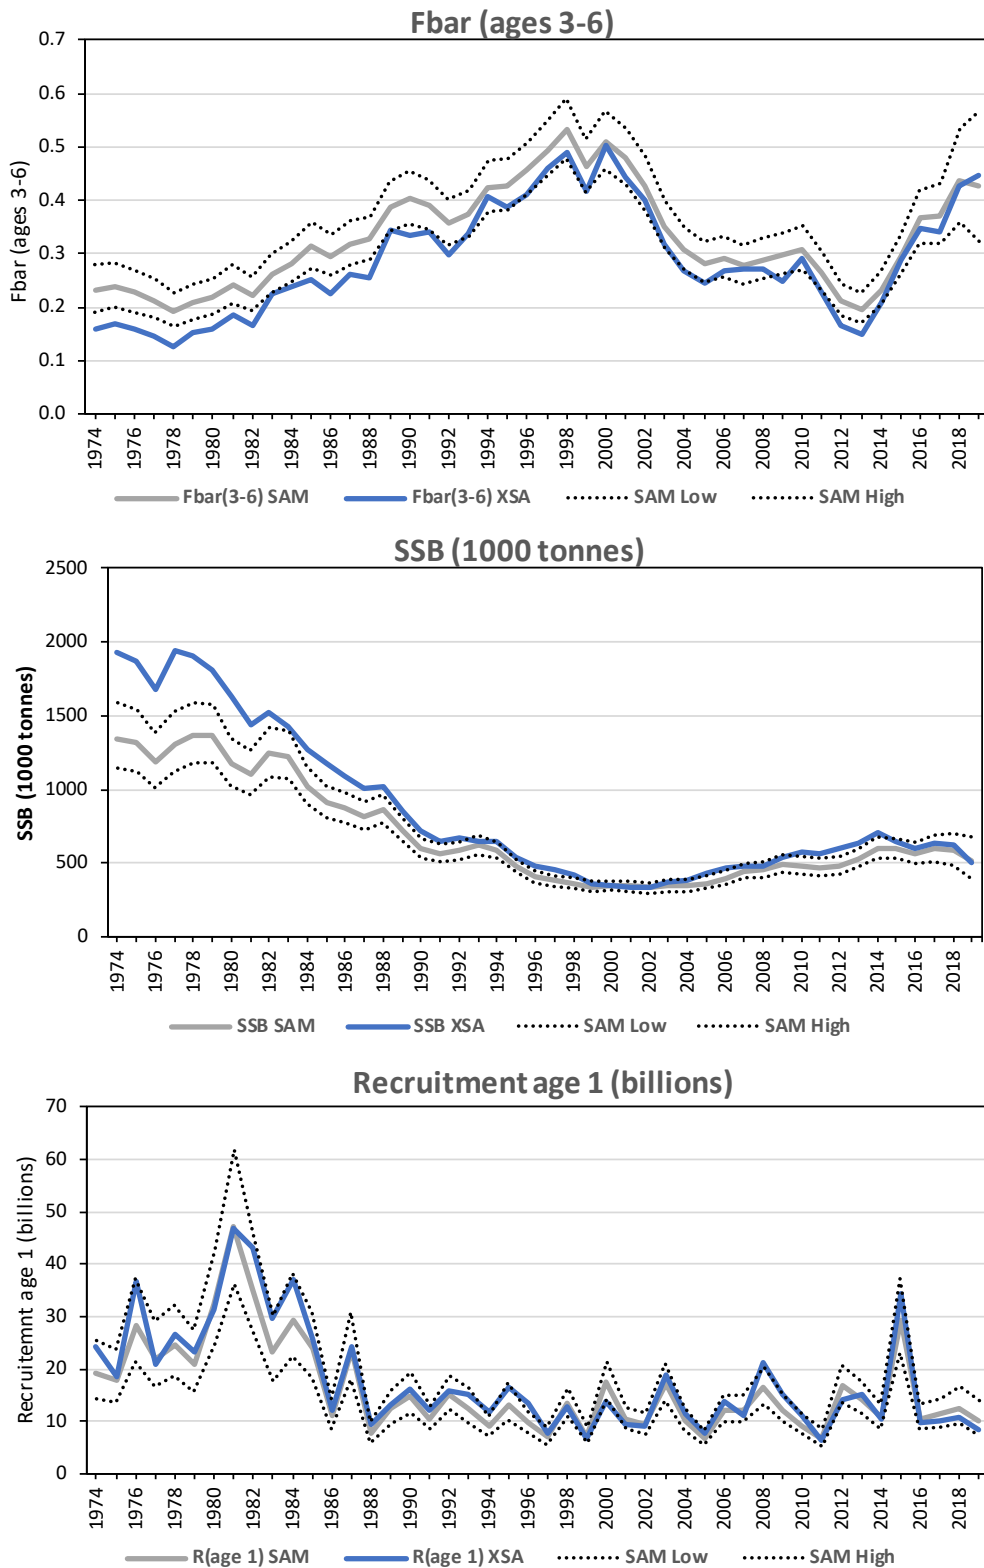 Fbar (ages 3-6)
0.7
0.6
0.5
0.4
0.3
0.2
0.1
0.0
Fbar (ages 3-6)
1974 1976 1978 1980 1982 1984 1986 1988 1990 1992 1994 1996 1998 2000 2002 2004 2006 2008 2010 2012 2014 2016 2018
Fbar(3-6) SAM Fbar(3-6) XSA SAM Low SAM High
SSB (1000 tonnes)
2500
2000
1500
1000
500
0
SSB (1000 tonnes)
1974 1976 1978 1980 1982 1984 1986 1988 1990 1992 1994 1996 1998 2000 2002 2004 2006 2008 2010 2012 2014 2016 2018
SSB SAM SSB XSA SAM Low SAM High
Recruitment age 1 (billions)
70
60
50
40
30
20
10
0
Recruitemnt age 1 (billions)
1974 1976 1978 1980 1982 1984 1986 1988 1990 1992 1994 1996 1998 2000 2002 2004 2006 2008 2010 2012 2014 2016 2018
R(age 1) SAM R(age 1) XSA SAM Low SAM High